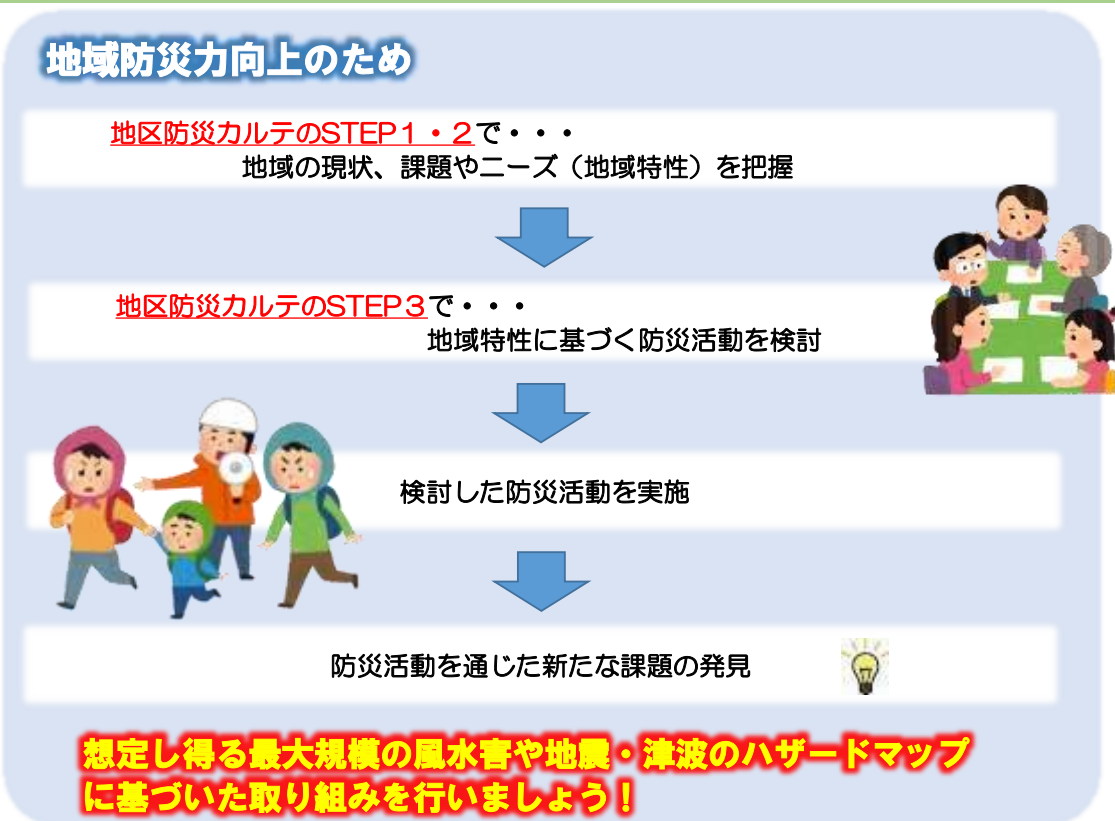 地域防災力向上のため
地区防災カルテのSTEP１・２で・・・
地域の現状、課題やニーズ（地域特性）を把握
地区防災カルテのSTEP３で・・・
地域特性に基づく防災活動を検討
検討した防災活動を実施
防災活動を通じた新たな課題の発見
想定し得る最大規模の風水害や地震・津波のハザードマップ
に基づいた取り組みを行いましょう！